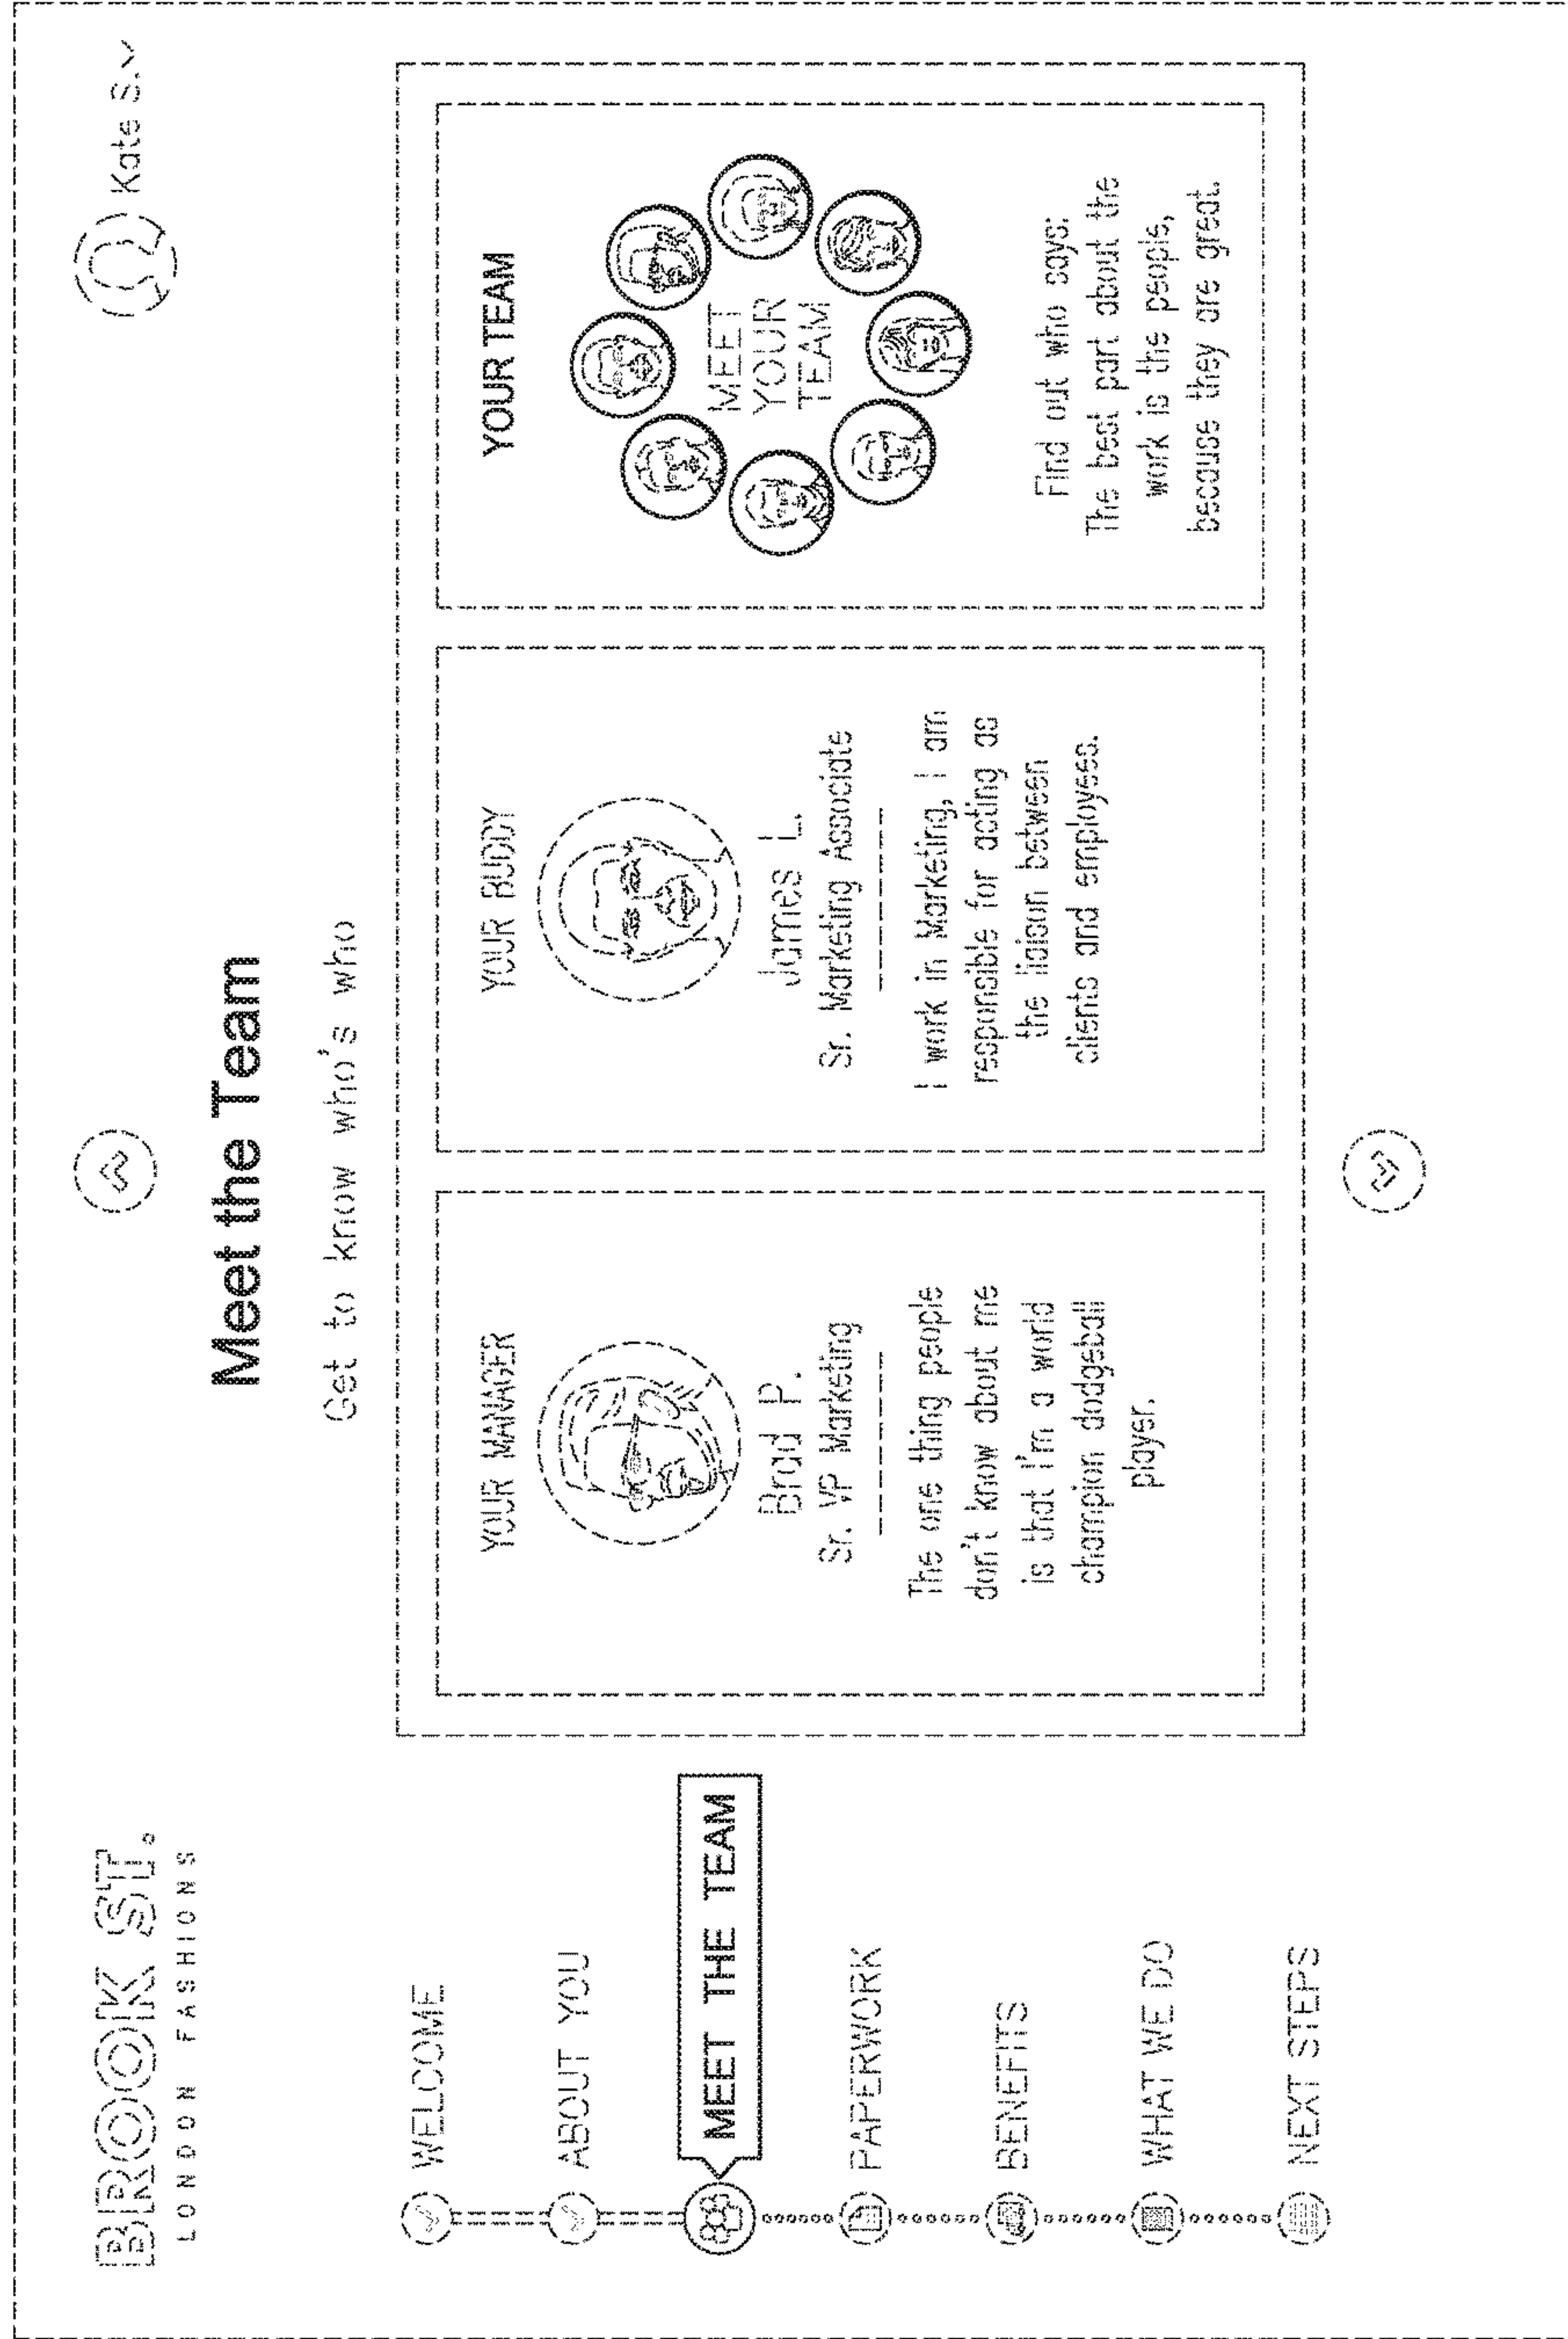 BROOK ST.
LONDON FASHIONS
Kate S.
WELCOME
ABOUT YOU
MEET THE TEAM
PAPERWORK
BENEFITS
WHAT WE DO
NEXT STEPS
Meet the Team
Get to know who's who
YOUR MANAGER
Brad P.
Sr. VP Marketing
The one thing people
don't know about me
is that I'm a world
champion dodgeball
player.
YOUR BUDDY
James L.
Sr. Marketing Associate
I work in Marketing, I am
responsible for acting as
the liaison between
clients and employees.
YOUR TEAM
MEET
YOUR
TEAM
Find out who says:
The best part about the
work is the people,
because they are great.